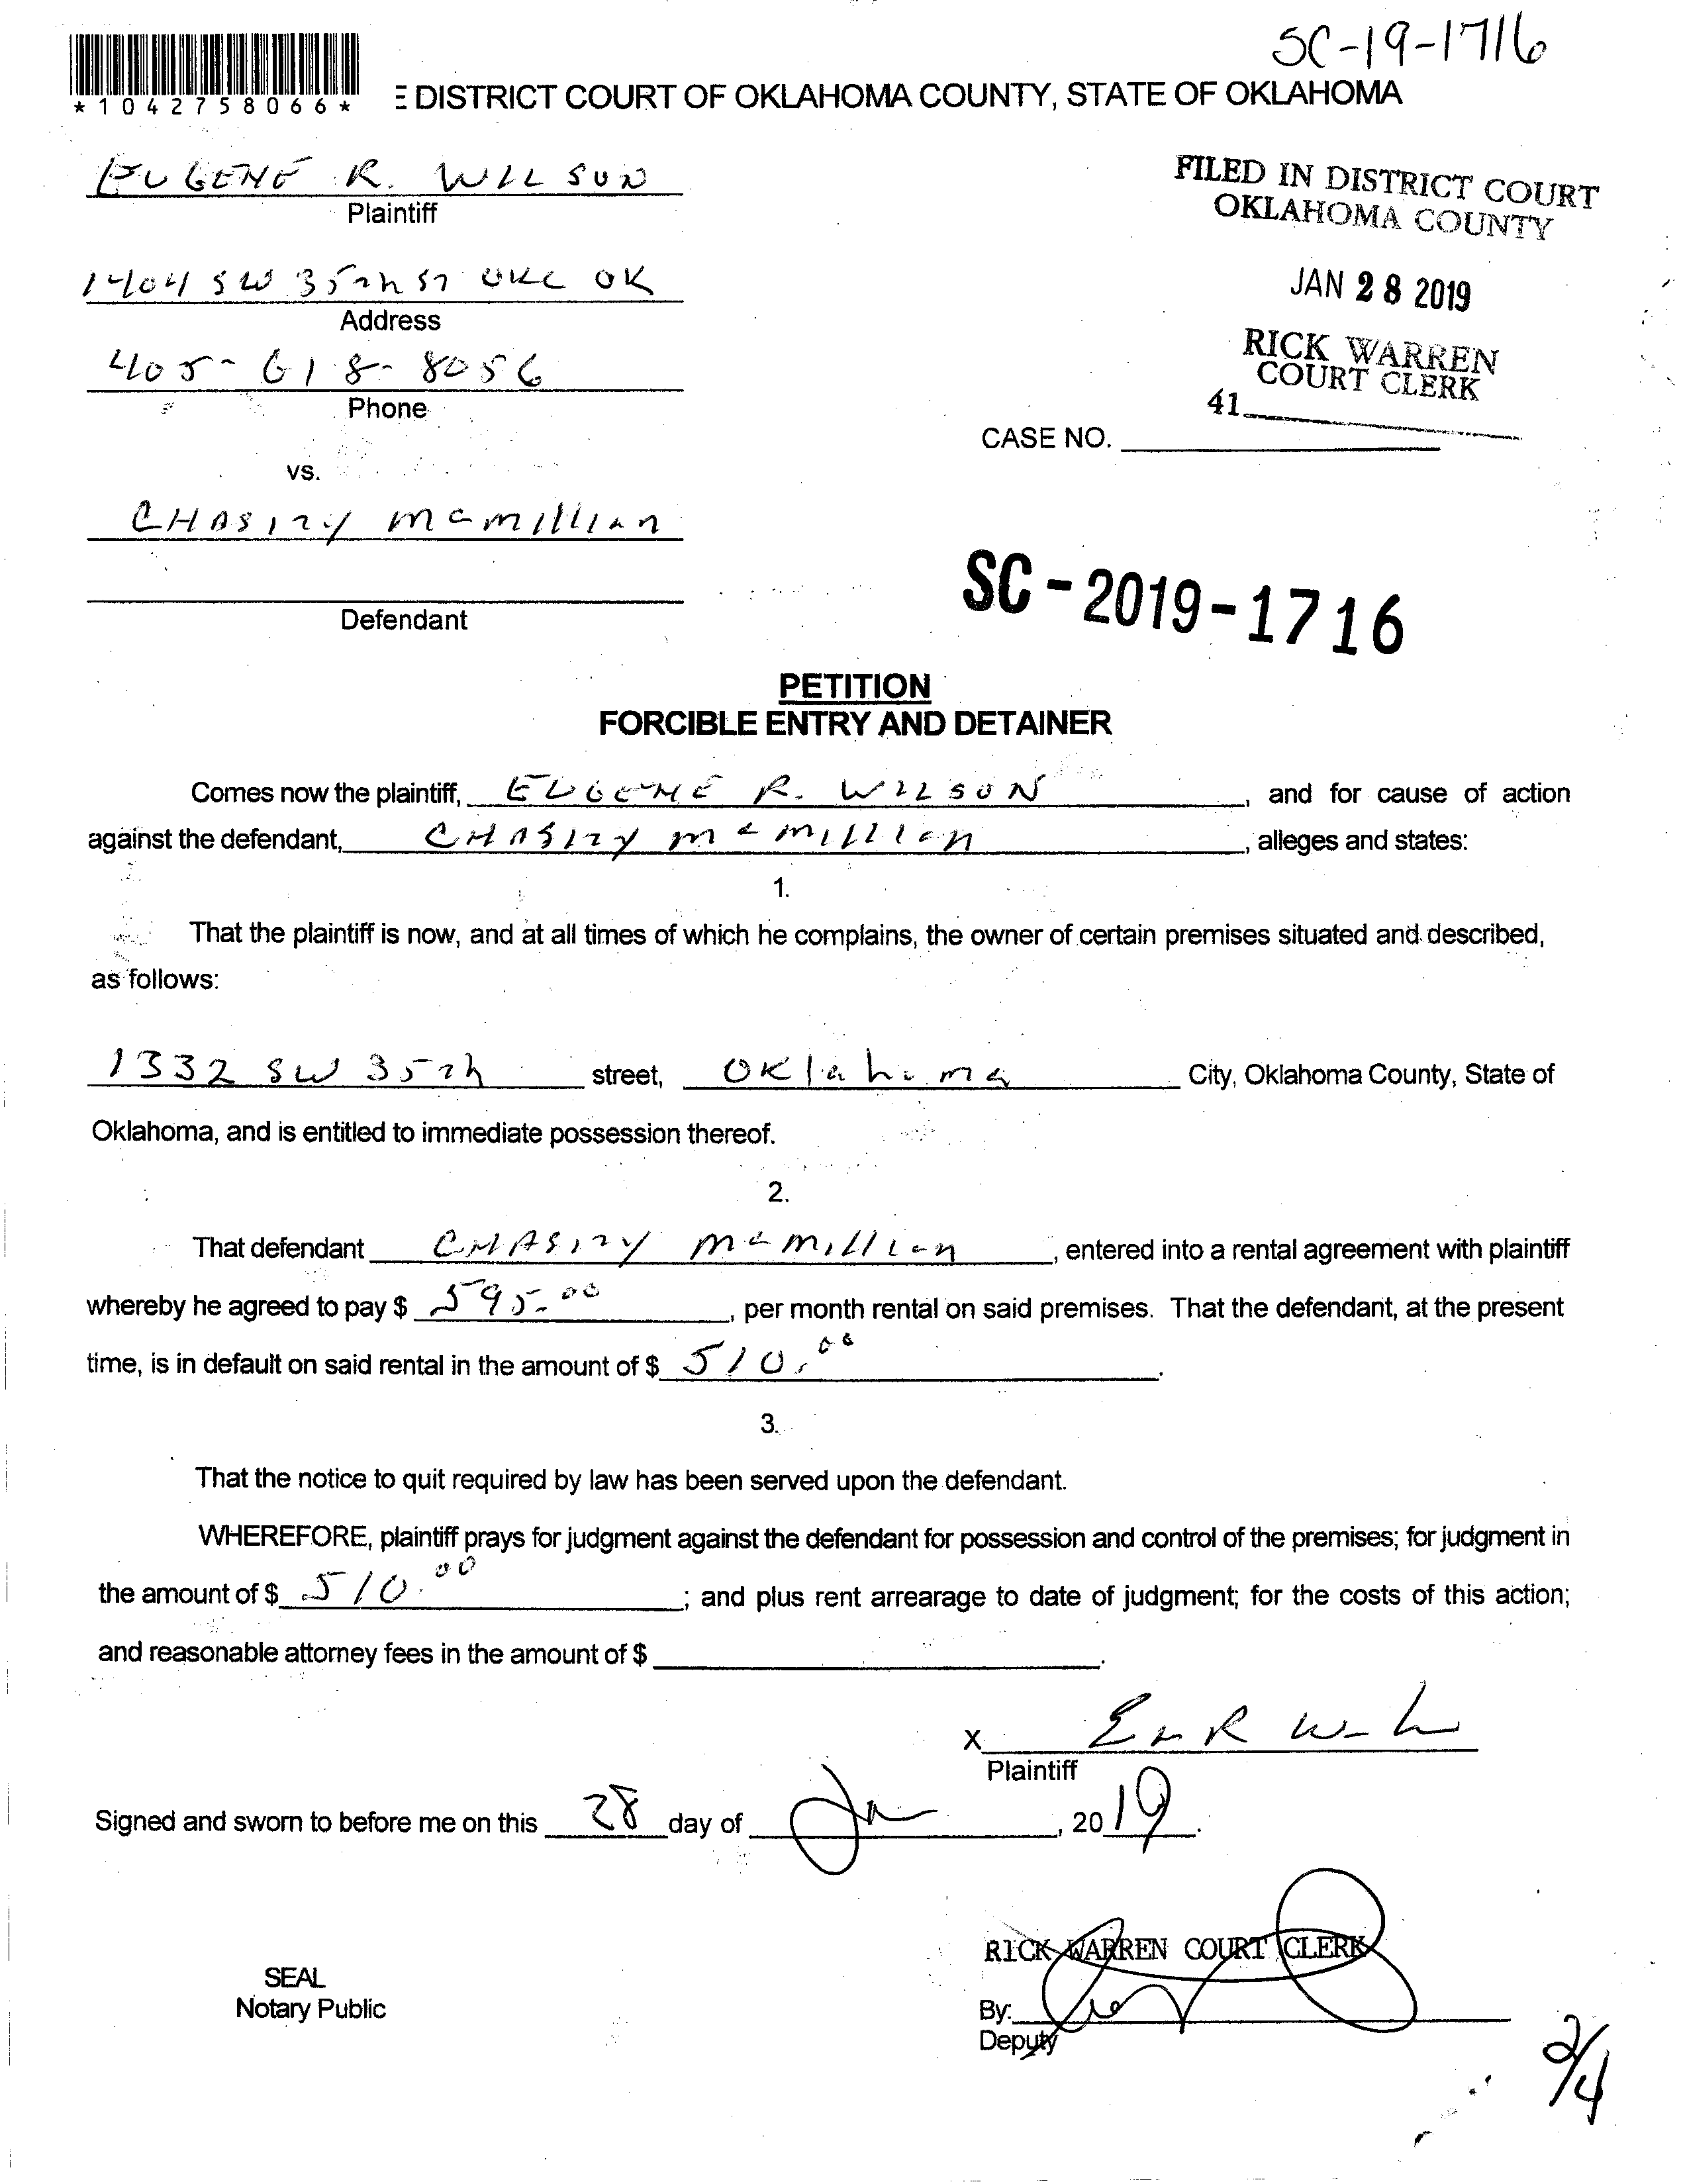 SC-19-1716
*1042758066*
E DISTRICT COURT OF OKLAHOMA COUNTY, STATE OF OKLAHOMA
EUGENE R. WILSON
Plaintiff
FILED IN DISTRICT COURT
OKLAHOMA COUNTY
1404 SW 35th ST OKC OK
Address
JAN 28 2019
405-618-8056
Phone
RICK WARREN
COURT CLERK
41
CASE NO.
vs.
CHASITY McMillian
Defendant
SC-2019-1716
PETITION
FORCIBLE ENTRY AND DETAINER
Comes now the plaintiff, EUGENE R. WILSON, and for cause of action
against the defendant, CHASITY McMillian, alleges and states:
1.
That the plaintiff is now, and at all times of which he complains, the owner of certain premises situated and described,
as follows:
1332 SW 35th street, Oklahoma City, Oklahoma County, State of
Oklahoma, and is entitled to immediate possession thereof.
2.
That defendant CHASITY McMillian, entered into a rental agreement with plaintiff
whereby he agreed to pay $ 595.00, per month rental on said premises. That the defendant, at the present
time, is in default on said rental in the amount of $ 510.00.
3.
That the notice to quit required by law has been served upon the defendant.
WHEREFORE, plaintiff prays for judgment against the defendant for possession and control of the premises; for judgment in
the amount of $ 510.00; and plus rent arrearage to date of judgment; for the costs of this action;
and reasonable attorney fees in the amount of $ .
X
Plaintiff
Signed and sworn to before me on this 28 day of Jan, 2019.
RICK WARREN COURT CLERK
SEAL
Notary Public
By:
Deputy
2/4